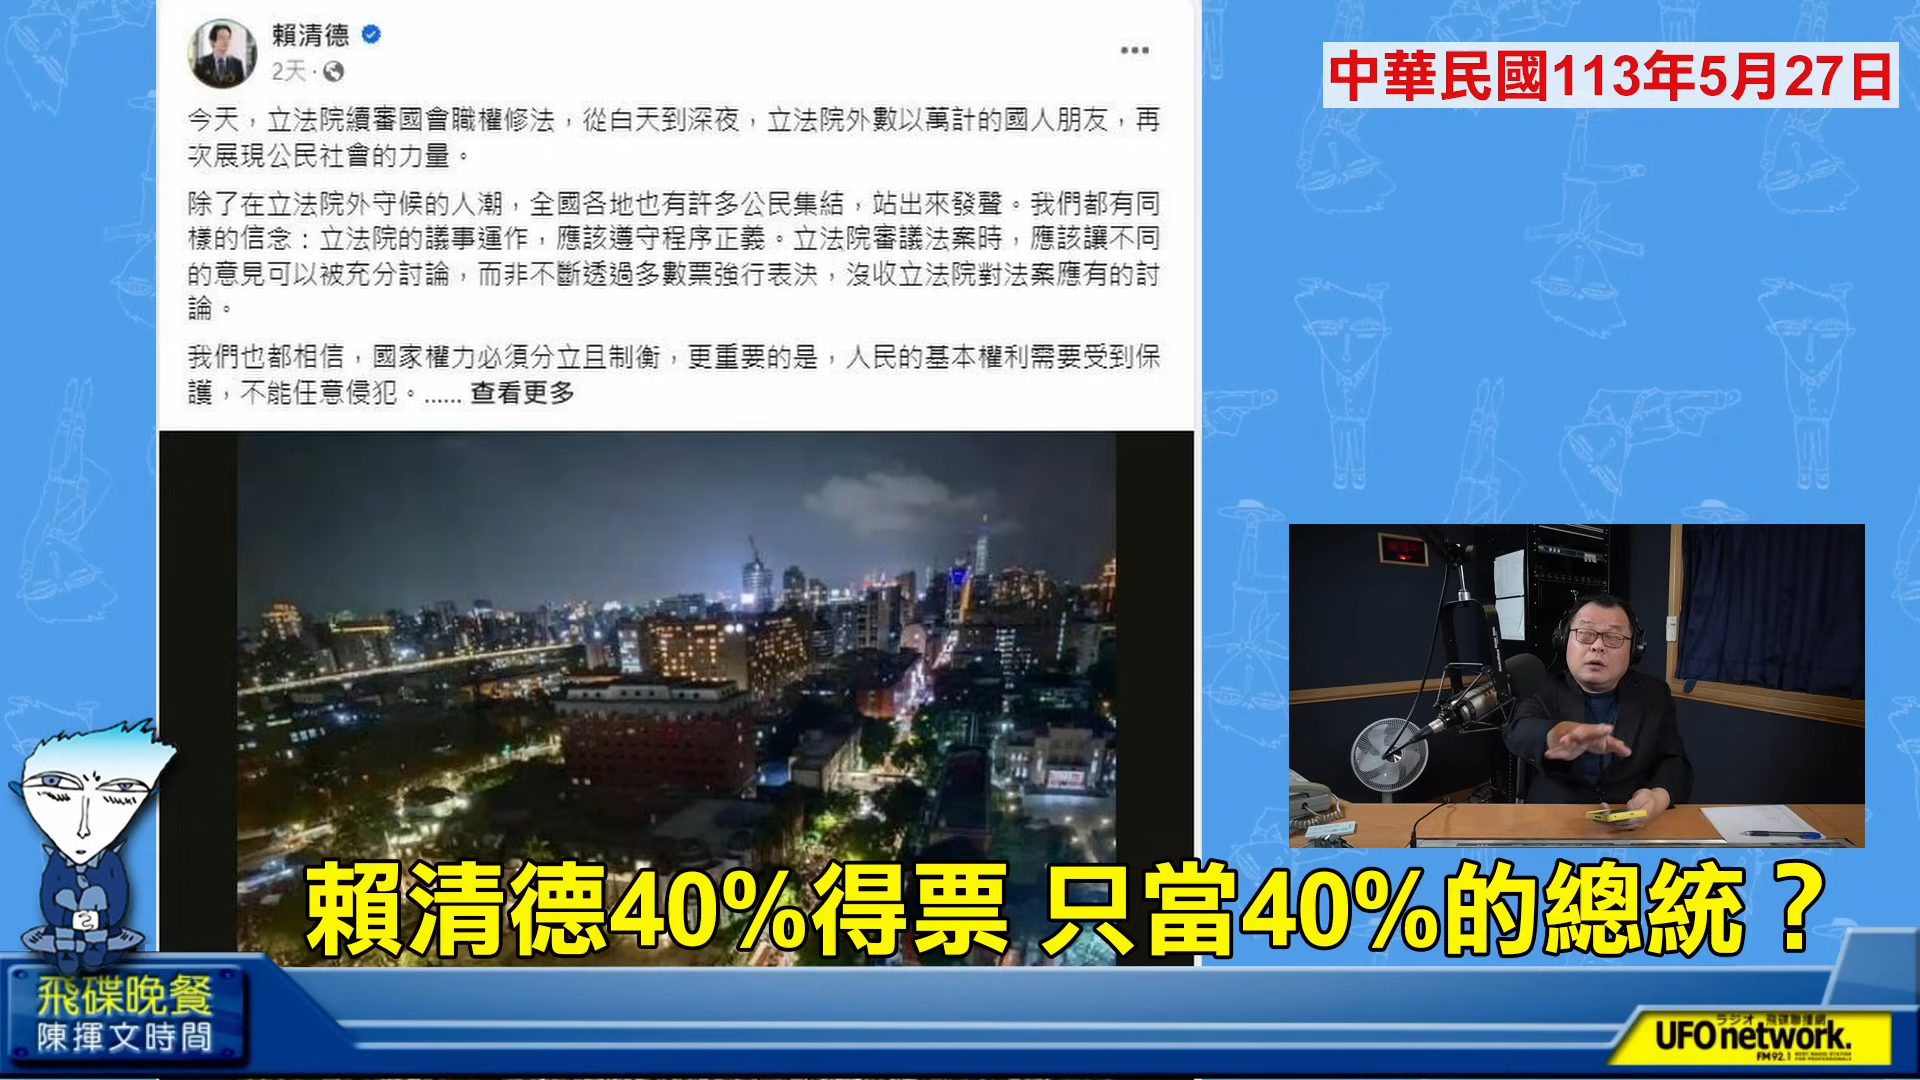 賴清德
2天·
中華民國113年5月27日
今天，立法院續審國會職權修法，從白天到深夜，立法院外數以萬計的國人朋友，再
次展現公民社會的力量。
除了在立法院外守候的人潮，全國各地也有許多公民集結，站出來發聲。我們都有同
樣的信念：立法院的議事運作，應該遵守程序正義。立法院審議法案時，應該讓不同
的意見可以被充分討論，而非不斷透過多數票強行表決，沒收立法院對法案應有的討
論。
我們也都相信，國家權力必須分立且制衡，更重要的是，人民的基本權利需要受到保
護，不能任意侵犯。...... 查看更多
賴清德40%得票 只當40%的總統？
飛碟晚餐
陳揮文時間
ラジオ 飛碟聯播網
UFO network.
FM92.1